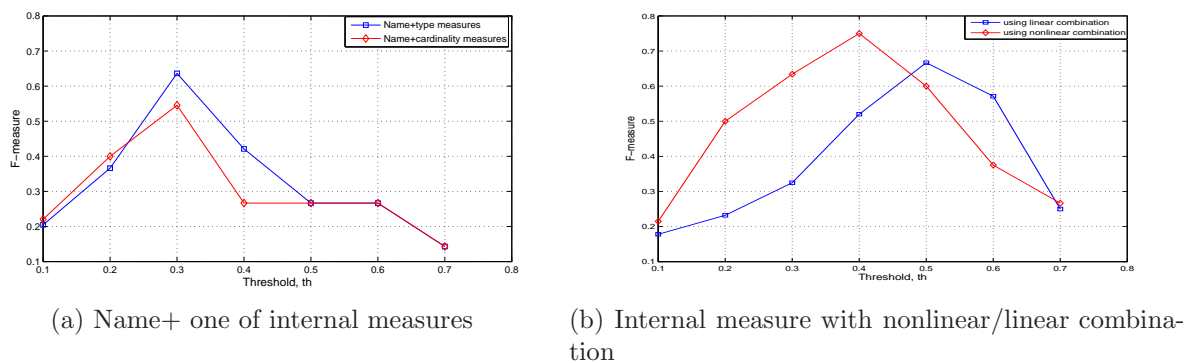 0.8
0.7
0.6
0.5
0.4
0.3
0.2
0.1
F−measure
0.1 0.2 0.3 0.4 0.5 0.6 0.7 0.8
Threshold, th
Name+type measures
Name+cardinality measures
(a) Name+ one of internal measures
0.8
0.7
0.6
0.5
0.4
0.3
0.2
0.1
F−measure
0.1 0.2 0.3 0.4 0.5 0.6 0.7 0.8
Threshold, th
using linear combination
using nonlinear combination
(b) Internal measure with nonlinear/linear combina-
tion